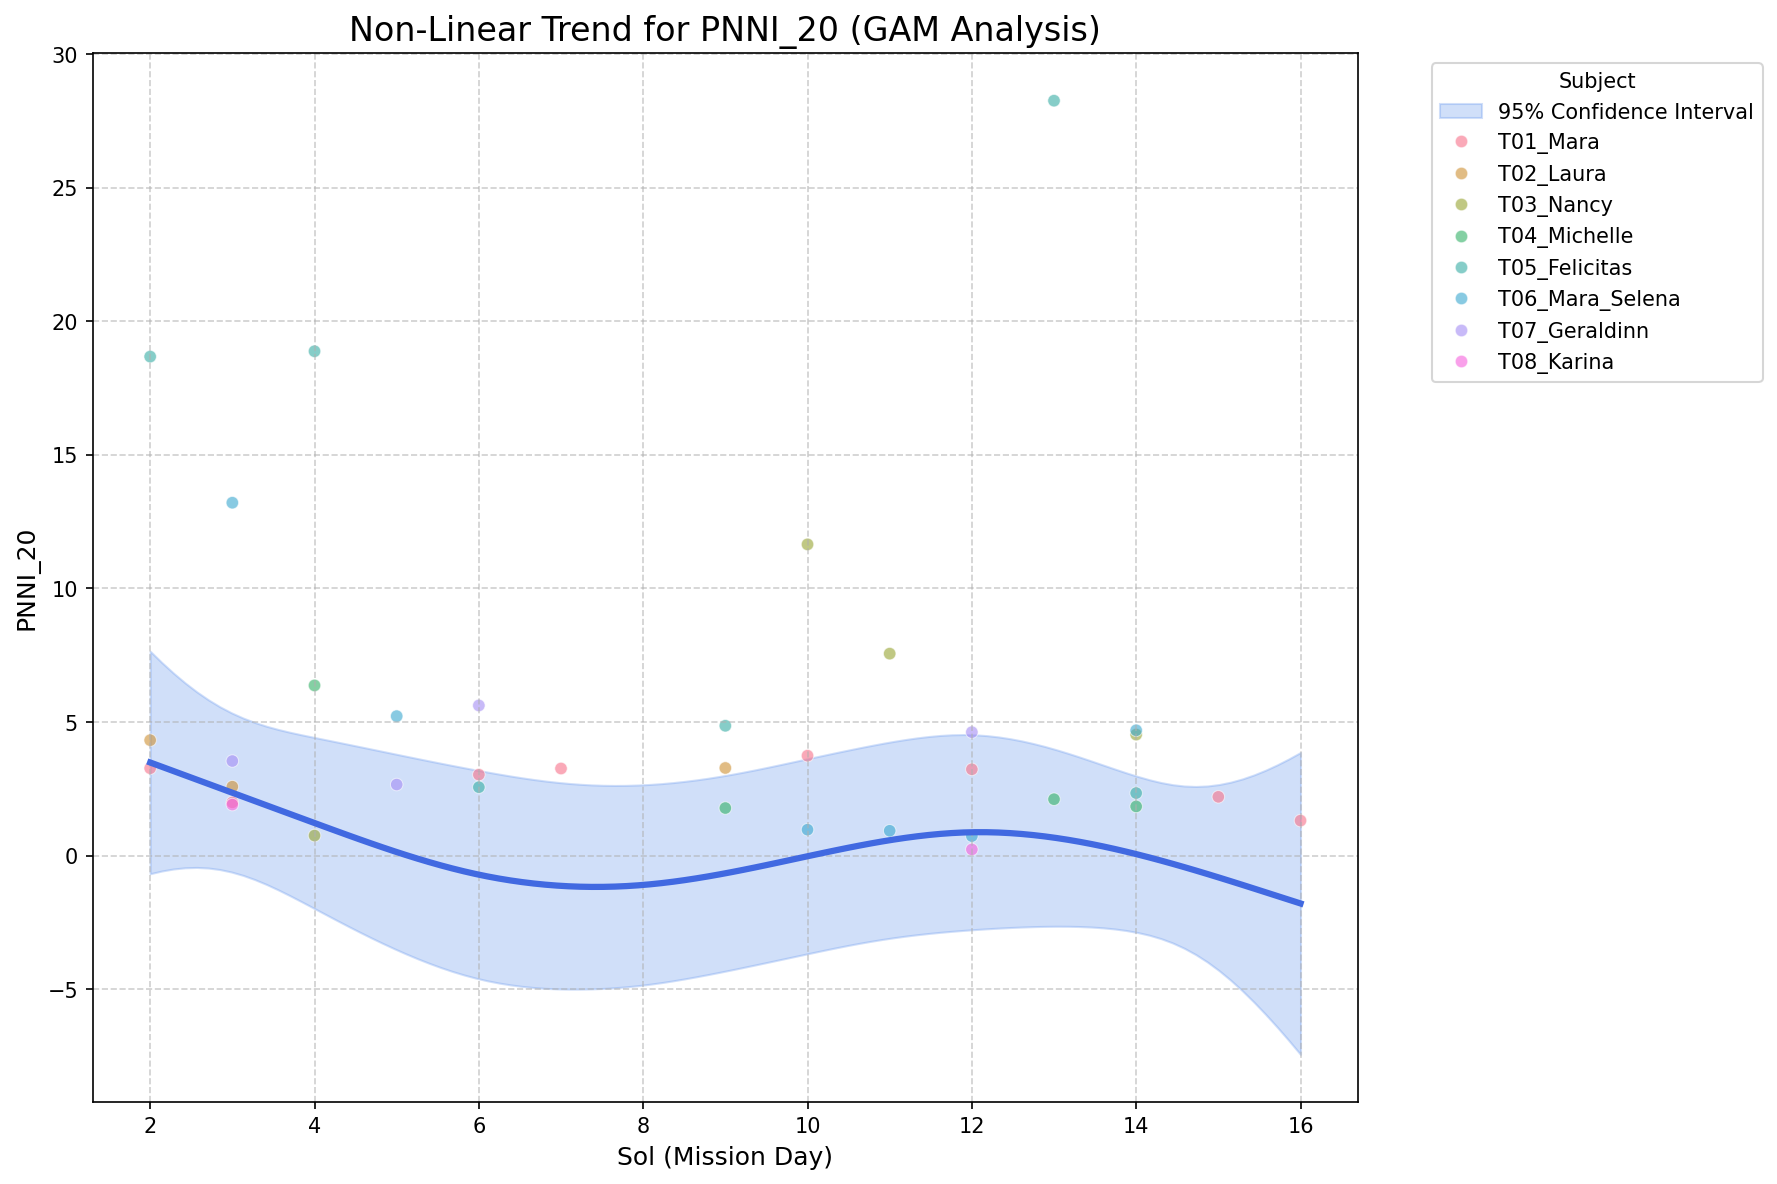 Non-Linear Trend for PNNI_20 (GAM Analysis)
30
25
20
15
10
5
0
−5
PNNI_20
2 4 6 8 10 12 14 16
Sol (Mission Day)
Subject
95% Confidence Interval
T01_Mara
T02_Laura
T03_Nancy
T04_Michelle
T05_Felicitas
T06_Mara_Selena
T07_Geraldinn
T08_Karina